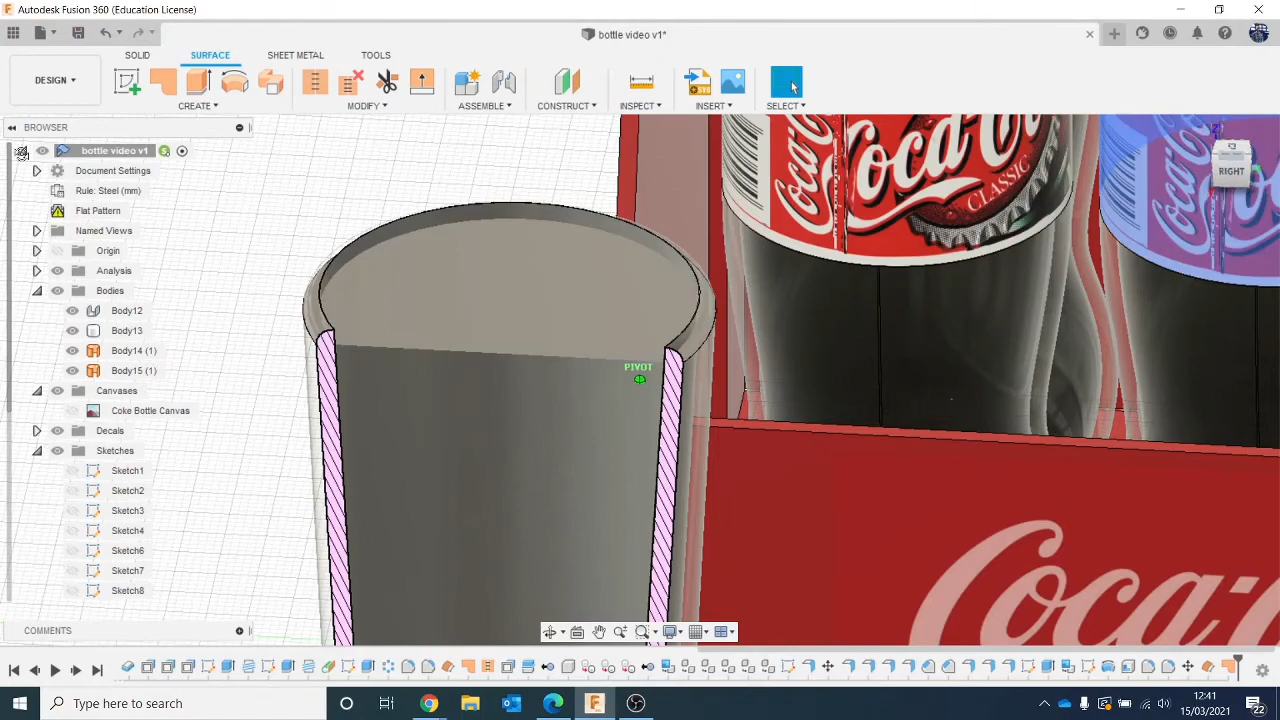 Autodesk Fusion 360 (Education License)
bottle video v1*
SOLID SURFACE SHEET METAL TOOLS
DESIGN
CREATE MODIFY ASSEMBLE CONSTRUCT INSPECT INSERT SELECT
BROWSER
bottle video v1
Document Settings
Rule: Steel (mm)
Flat Pattern
Named Views
Origin
Analysis
Bodies
Body12
Body13
Body14 (1)
Body15 (1)
Canvases
Coke Bottle Canvas
Decals
Sketches
Sketch1
Sketch2
Sketch3
Sketch4
Sketch6
Sketch7
Sketch8
COMMENTS
PIVOT
RIGHT
Coca-Cola
CLASSIC
Type here to search
12:41
15/03/2021
22